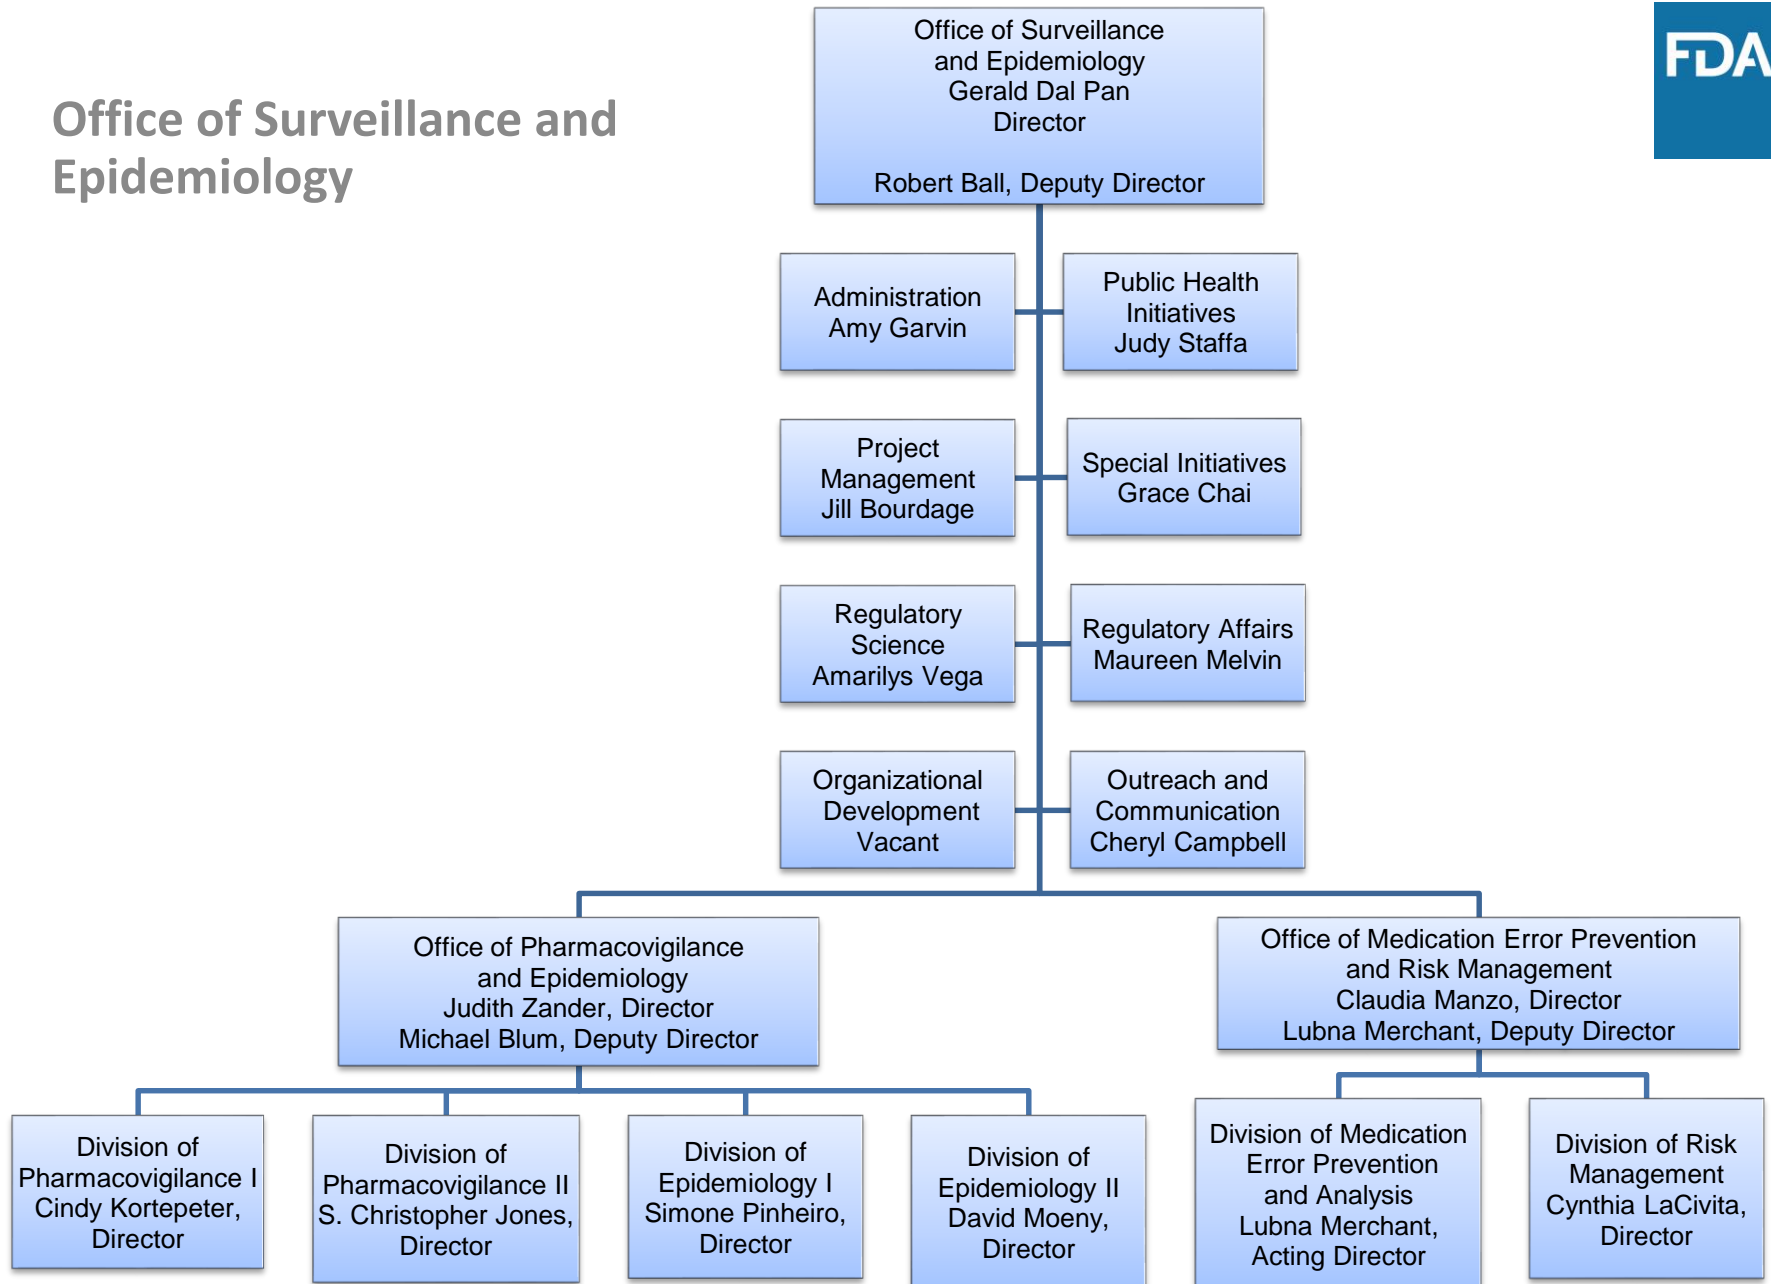 Office of Surveillance and
Epidemiology
FDA
Office of Surveillance
and Epidemiology
Gerald Dal Pan
Director
Robert Ball, Deputy Director
Administration
Amy Garvin
Public Health
Initiatives
Judy Staffa
Project
Management
Jill Bourdage
Special Initiatives
Grace Chai
Regulatory
Science
Amarilys Vega
Regulatory Affairs
Maureen Melvin
Organizational
Development
Vacant
Outreach and
Communication
Cheryl Campbell
Office of Pharmacovigilance
and Epidemiology
Judith Zander, Director
Michael Blum, Deputy Director
Office of Medication Error Prevention
and Risk Management
Claudia Manzo, Director
Lubna Merchant, Deputy Director
Division of
Pharmacovigilance I
Cindy Kortepeter,
Director
Division of
Pharmacovigilance II
S. Christopher Jones,
Director
Division of
Epidemiology I
Simone Pinheiro,
Director
Division of
Epidemiology II
David Moeny,
Director
Division of Medication
Error Prevention
and Analysis
Lubna Merchant,
Acting Director
Division of Risk
Management
Cynthia LaCivita,
Director